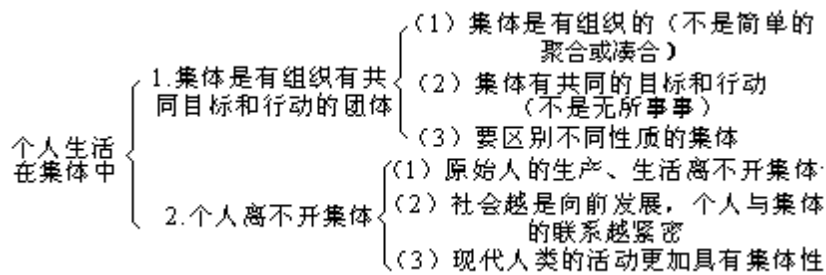 (1)集体是有组织的(不是简单的
聚合或凑合)
1.集体是有组织有共
同目标和行动的团体
(2)集体有共同的目标和行动
(不是无所事事)
(3)要区别不同性质的集体
个人生活
在集体中
(1)原始人的生产、生活离不开集体
2.个人离不开集体
(2)社会越是向前发展,个人与集体
的联系越紧密
(3)现代人类的活动更加具有集体性